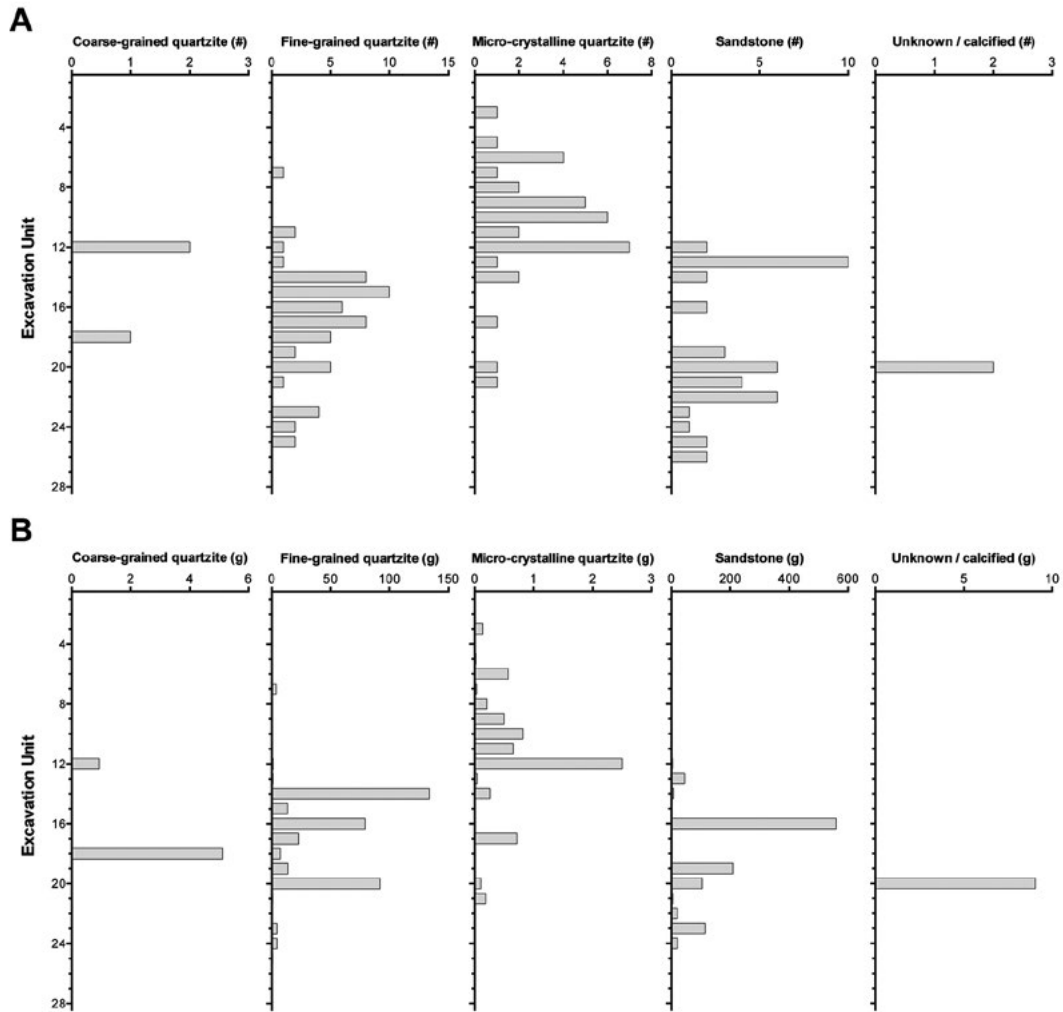 A
Coarse-grained quartzite (#) Fine-grained quartzite (#) Micro-crystalline quartzite (#) Sandstone (#) Unknown / calcified (#)
0 1 2 3 0 5 10 15 0 2 4 6 8 0 5 10 0 1 2 3
4
8
12
16
20
24
28
Excavation Unit
B
Coarse-grained quartzite (g) Fine-grained quartzite (g) Micro-crystalline quartzite (g) Sandstone (g) Unknown / calcified (g)
0 2 4 6 0 50 100 150 0 1 2 3 0 200 400 600 0 5 10
4
8
12
16
20
24
28
Excavation Unit